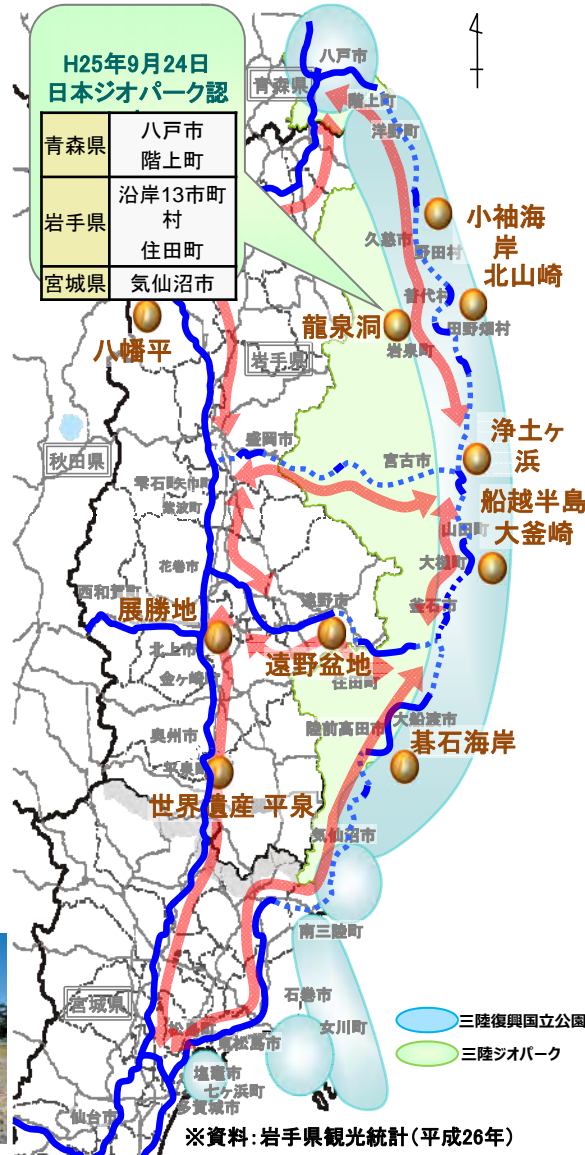 H25年9月24日
日本ジオパーク認
青森県
八戸市
階上町
岩手県
沿岸13市町
村
住田町
宮城県
気仙沼市
八戸市
青森県
階上町
洋野町
小袖海
岸
久慈市
野田村
北山崎
普代村
田野畑村
龍泉洞
岩泉町
八幡平
岩手県
浄土ヶ
浜
盛岡市
宮古市
秋田県
雫石町
矢巾町
紫波町
船越半島
大釜崎
山田町
大槌町
花巻市
西和賀町
遠野市
釜石市
展勝地
北上市
遠野盆地
金ヶ崎町
住田町
奥州市
陸前高田市
大船渡市
碁石海岸
平泉町
世界遺産 平泉
気仙沼市
南三陸町
宮城県
石巻市
女川町
三陸復興国立公園
東松島市
三陸ジオパーク
塩竈市
七ヶ浜町
多賀城市
仙台市
※資料：岩手県観光統計（平成26年）